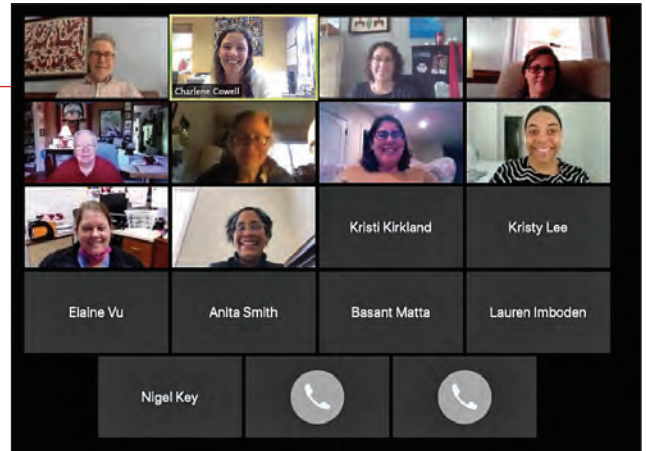 Charlene Cowell
Kristi Kirkland
Kristy Lee
Elaine Vu
Anita Smith
Basant Matta
Lauren Imboden
Nigel Key